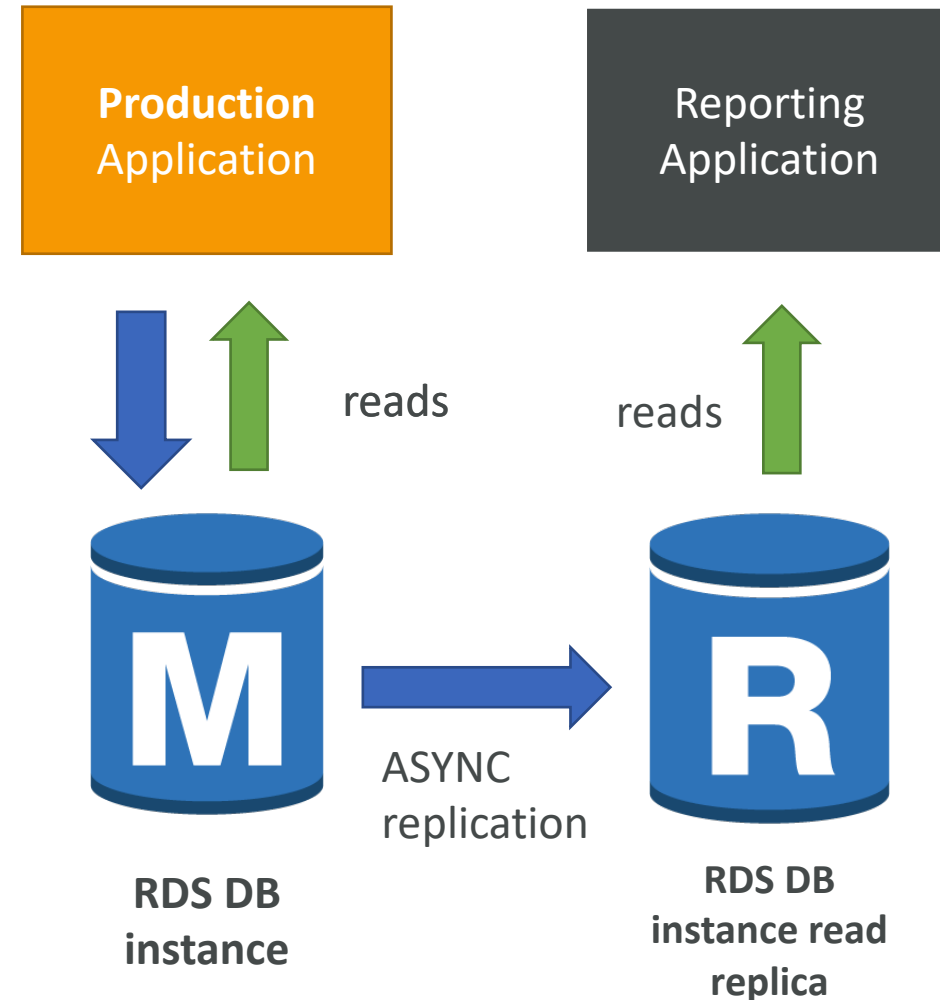 Production
Application
Reporting
Application
reads
reads
M
R
ASYNC
replication
RDS DB
instance
RDS DB
instance read
replica